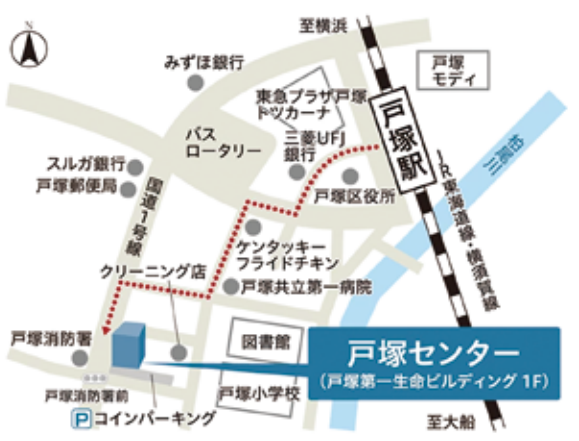 N
至横浜
みずほ銀行
戸塚
モディ
東急プラザ戸塚
トツカーナ
バス
ロータリー
三菱UFJ
銀行
戸塚駅
柏尾川
スルガ銀行
戸塚郵便局
国道1号線
戸塚区役所
JR東海道線・横須賀線
ケンタッキー
フライドチキン
クリーニング店
戸塚共立第一病院
戸塚消防署
図書館
戸塚センター
(戸塚第一生命ビルディング 1F)
戸塚消防署前
戸塚小学校
P コインパーキング
至大船